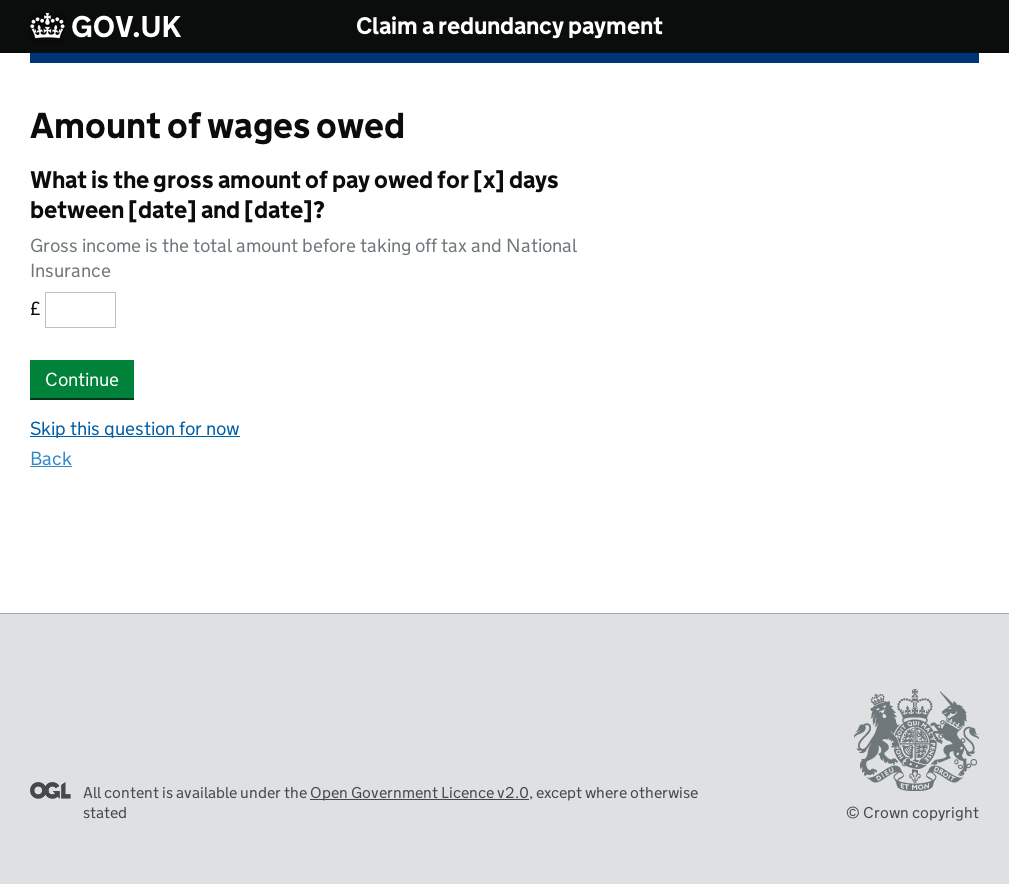 GOV.UK
Claim a redundancy payment
Amount of wages owed
What is the gross amount of pay owed for [x] days
between [date] and [date]?
Gross income is the total amount before taking off tax and National
Insurance
£
Continue
Skip this question for now
Back
OGL
All content is available under the Open Government Licence v2.0, except where otherwise
stated
DIEU ET MON DROIT
© Crown copyright